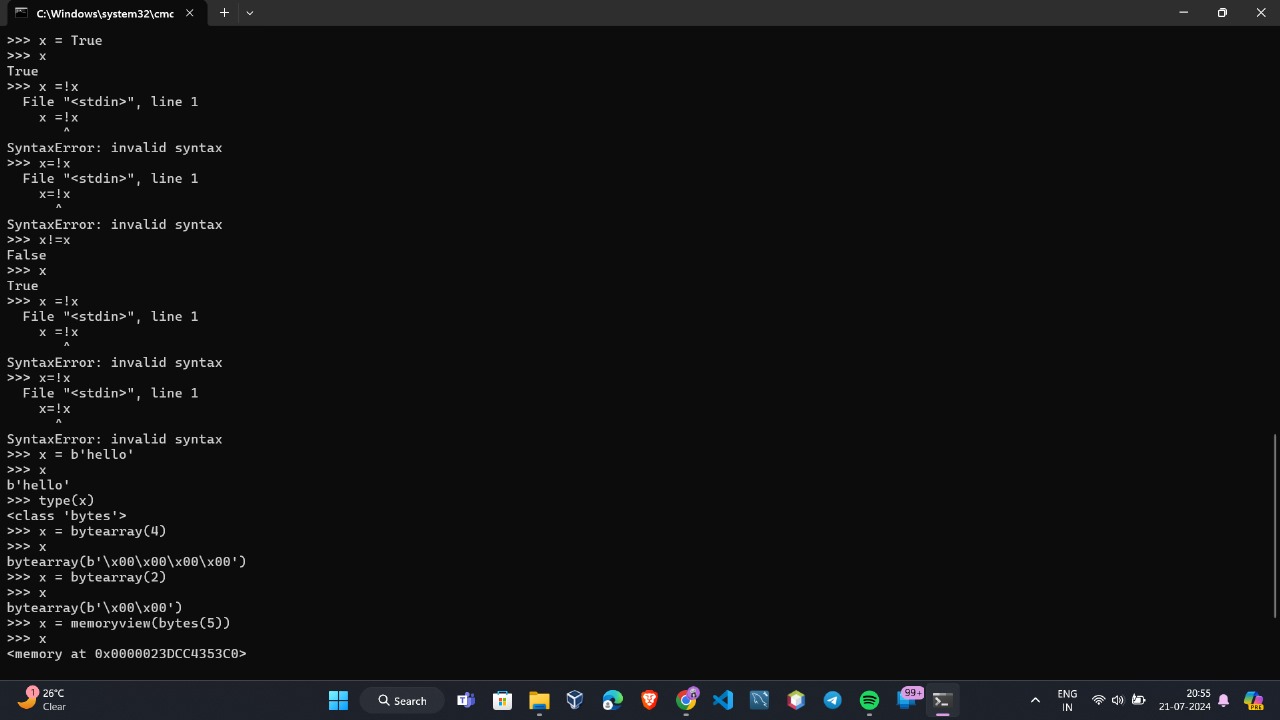 C:\Windows\system32\cmc
>>> x = True
>>> x
True
>>> x =!x
  File "<stdin>", line 1
    x =!x
       ^
SyntaxError: invalid syntax
>>> x=!x
  File "<stdin>", line 1
    x=!x
      ^
SyntaxError: invalid syntax
>>> x!=x
False
>>> x
True
>>> x =!x
  File "<stdin>", line 1
    x =!x
       ^
SyntaxError: invalid syntax
>>> x=!x
  File "<stdin>", line 1
    x=!x
      ^
SyntaxError: invalid syntax
>>> x = b'hello'
>>> x
b'hello'
>>> type(x)
<class 'bytes'>
>>> x = bytearray(4)
>>> x
bytearray(b'\x00\x00\x00\x00')
>>> x = bytearray(2)
>>> x
bytearray(b'\x00\x00')
>>> x = memoryview(bytes(5))
>>> x
<memory at 0x0000023DCC4353C0>
1
26°C
Clear
Search
99+
ENG
IN
20:55
21-07-2024
PRE